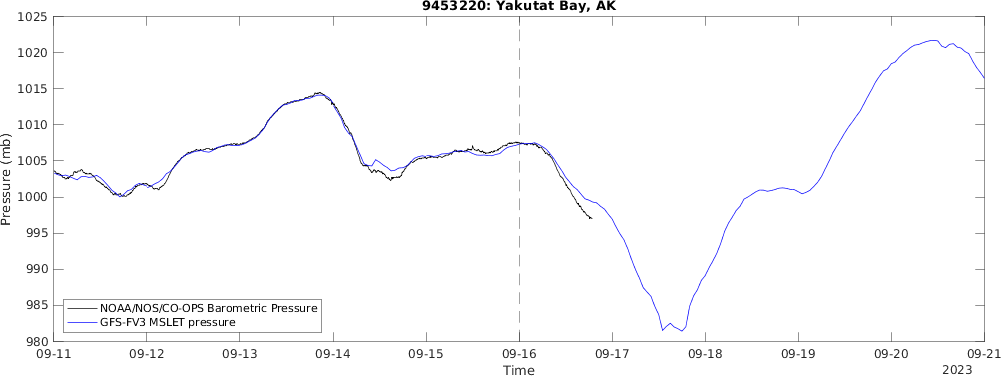 9453220: Yakutat Bay, AK
Pressure (mb)
1025
1020
1015
1010
1005
1000
995
990
985
980
NOAA/NOS/CO-OPS Barometric Pressure
GFS-FV3 MSLET pressure
09-11 09-12 09-13 09-14 09-15 09-16 09-17 09-18 09-19 09-20 09-21
Time
2023